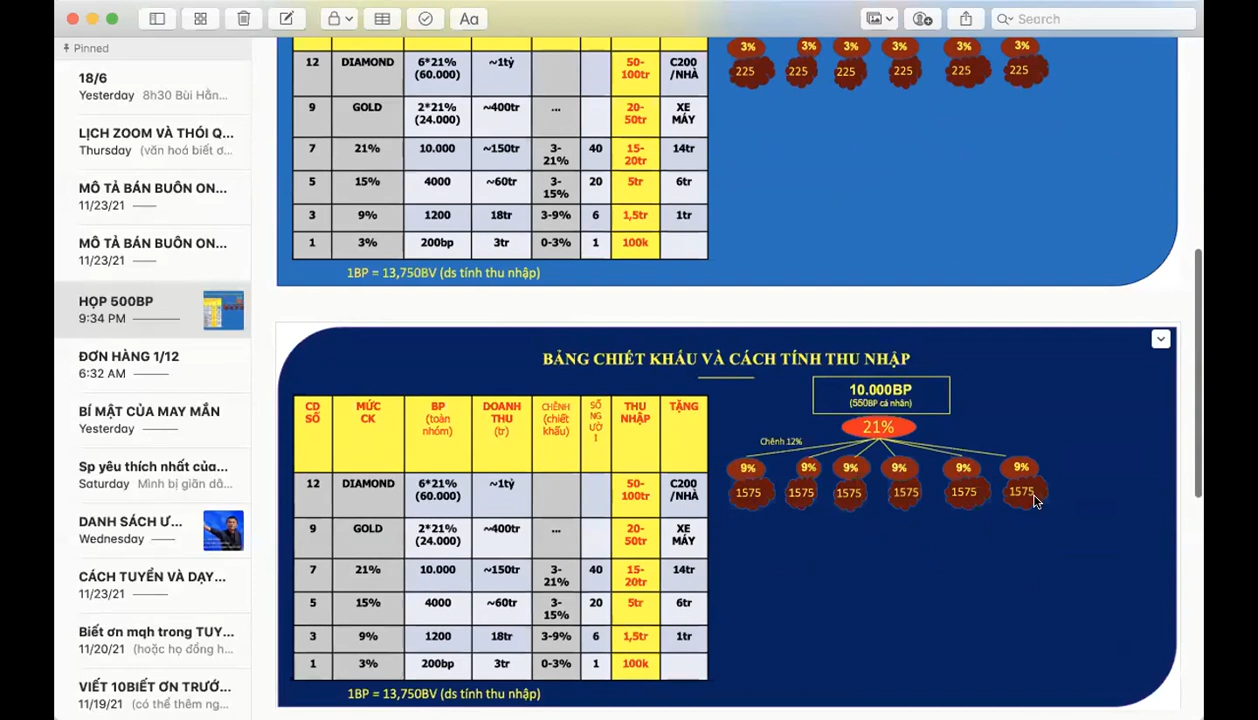 Aa
Search
Pinned
18/6
Yesterday 8h30 Bùi Hằn...
LỊCH ZOOM VÀ THÓI Q...
Thursday (văn hoá biết ơ...
MÔ TẢ BÁN BUÔN ON...
11/23/21
MÔ TẢ BÁN BUÔN ON...
11/23/21
HỌP 500BP
9:34 PM
ĐƠN HÀNG 1/12
6:32 AM
BÍ MẬT CỦA MAY MẮN
Yesterday
Sp yêu thích nhất của...
Saturday Mình bị giãn dâ...
DANH SÁCH Ư...
Wednesday
CÁCH TUYỂN VÀ DẠY...
11/23/21
Biết ơn mqh trong TUY...
11/20/21 (hoặc họ đồng h...
VIẾT 10BIẾT ƠN TRƯỚ...
11/19/21 (có thể thêm ng...
12 DIAMOND 6*21% (60.000) ~1tỷ 50-100tr C200 /NHÀ
9 GOLD 2*21% (24.000) ~400tr ... 20-50tr XE MÁY
7 21% 10.000 ~150tr 3-21% 40 15-20tr 14tr
5 15% 4000 ~60tr 3-15% 20 5tr 6tr
3 9% 1200 18tr 3-9% 6 1,5tr 1tr
1 3% 200bp 3tr 0-3% 1 100k
1BP = 13,750BV (ds tính thu nhập)
3% 3% 3% 3% 3% 3%
225 225 225 225 225 225
BẢNG CHIẾT KHẤU VÀ CÁCH TÍNH THU NHẬP
CD SỐ MỨC CK BP (toàn nhóm) DOANH THU (tr) CHÊNH (chiết khấu) SỐ NGƯỜI THU NHẬP TẶNG
12 DIAMOND 6*21% (60.000) ~1tỷ 50-100tr C200 /NHÀ
9 GOLD 2*21% (24.000) ~400tr ... 20-50tr XE MÁY
7 21% 10.000 ~150tr 3-21% 40 15-20tr 14tr
5 15% 4000 ~60tr 3-15% 20 5tr 6tr
3 9% 1200 18tr 3-9% 6 1,5tr 1tr
1 3% 200bp 3tr 0-3% 1 100k
1BP = 13,750BV (ds tính thu nhập)
10.000BP
(550BP cá nhân)
21%
Chênh 12%
9% 9% 9% 9% 9% 9%
1575 1575 1575 1575 1575 1575